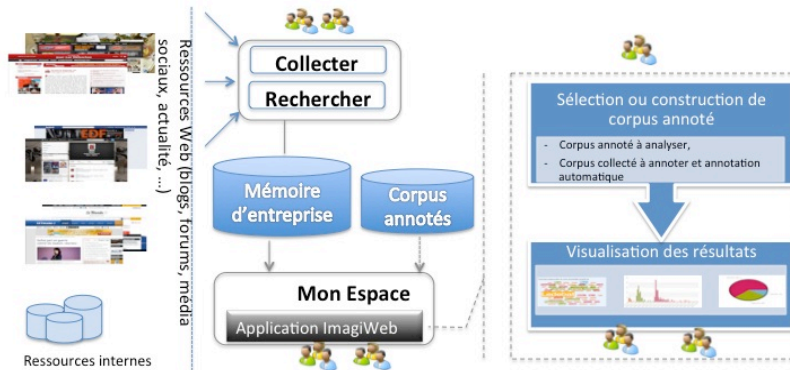 Ressources Web (blogs, forums, média
sociaux, actualité, ...)
EDF
Ressources internes
Collecter
Rechercher
Mémoire
d'entreprise
Corpus
annotés
Mon Espace
Application ImagiWeb
Sélection ou construction de
corpus annoté
- Corpus annoté à analyser,
- Corpus collecté à annoter et annotation
automatique
Visualisation des résultats